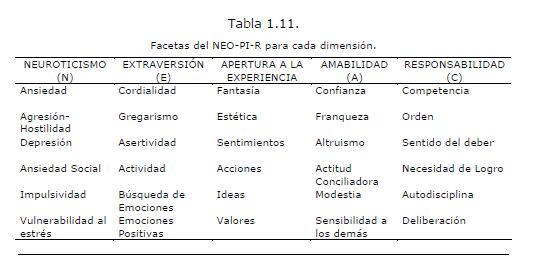 Tabla 1.11.
Facetas del NEO-PI-R para cada dimensión.
NEUROTICISMO (N) EXTRAVERSIÓN (E) APERTURA A LA EXPERIENCIA AMABILIDAD (A) RESPONSABILIDAD (C)
Ansiedad Cordialidad Fantasía Confianza Competencia
Agresión-Hostilidad Gregarismo Estética Franqueza Orden
Depresión Asertividad Sentimientos Altruismo Sentido del deber
Ansiedad Social Actividad Acciones Actitud Conciliadora Necesidad de Logro
Impulsividad Búsqueda de Emociones Ideas Modestia Autodisciplina
Vulnerabilidad al estrés Emociones Positivas Valores Sensibilidad a los demás Deliberación